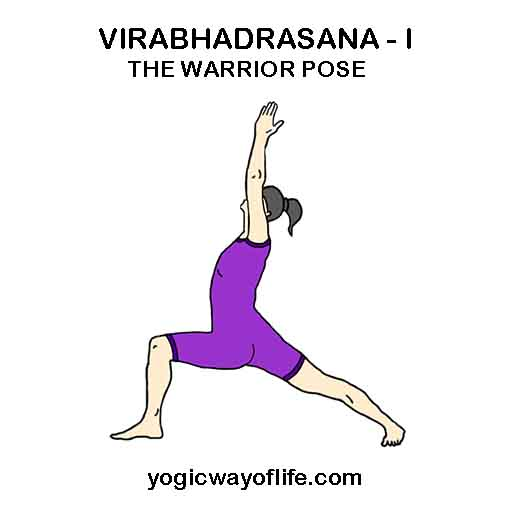 VIRABHADRASANA - I
THE WARRIOR POSE
yogicwayoflife.com